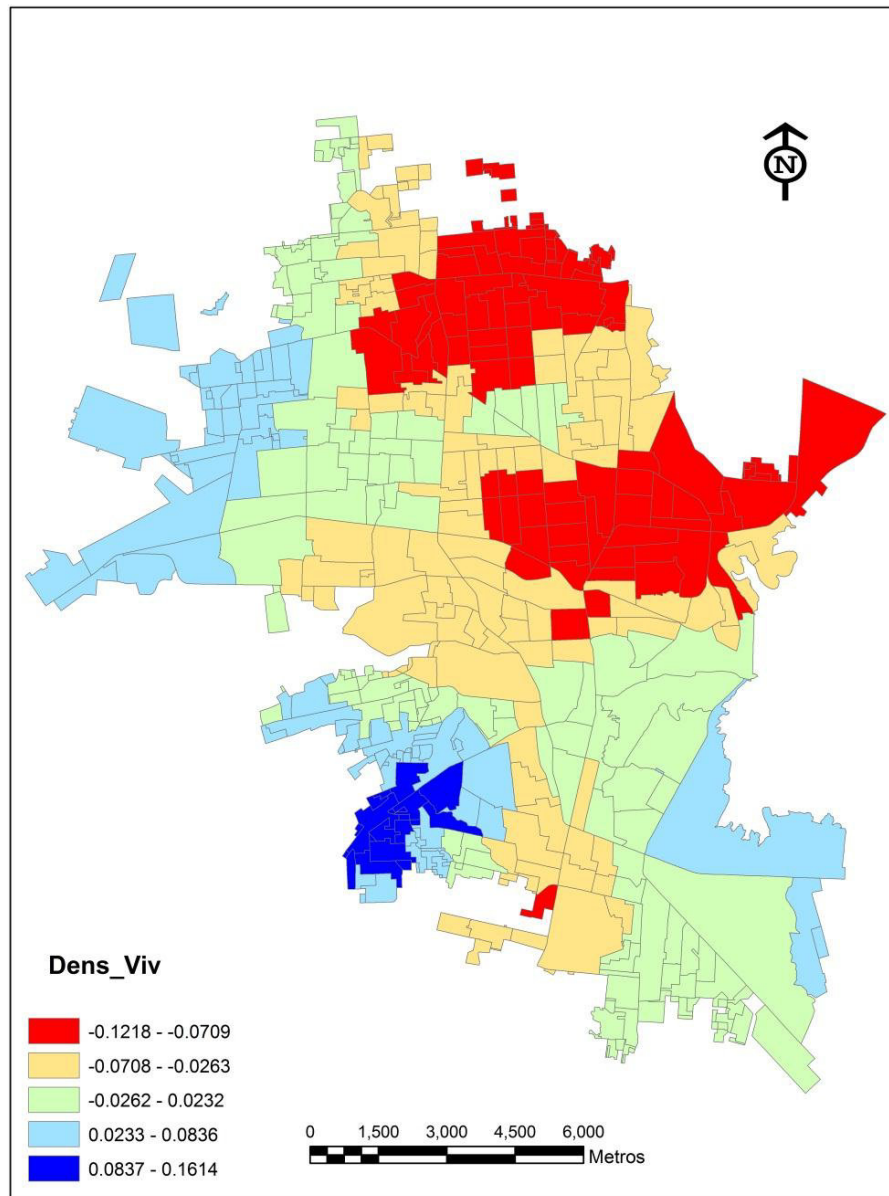 N
Dens_Viv
-0.1218 - -0.0709
-0.0708 - -0.0263
-0.0262 - 0.0232
0.0233 - 0.0836
0.0837 - 0.1614
0 1,500 3,000 4,500 6,000
Metros